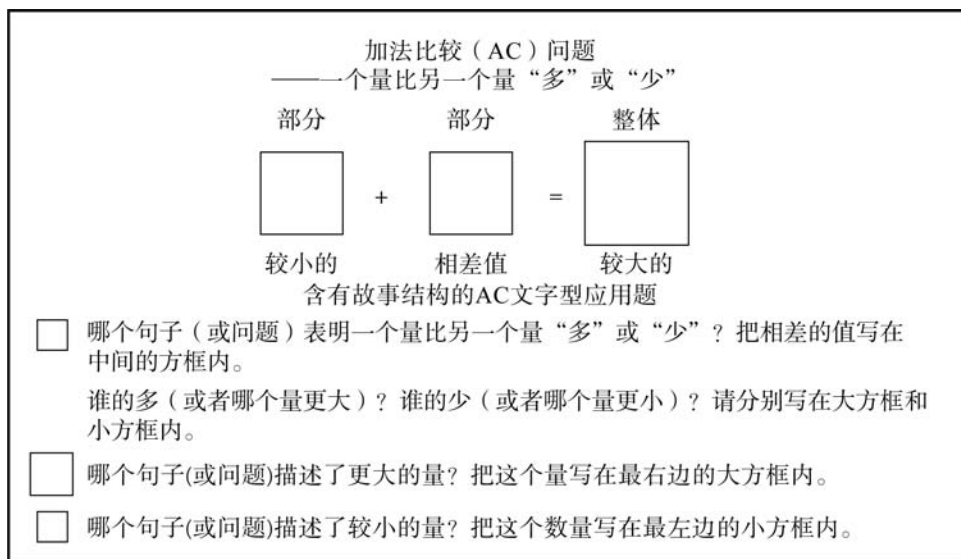 加法比较（AC）问题
——一个量比另一个量“多”或“少”
部分 部分 整体
+ =
较小的 相差值 较大的
含有故事结构的AC文字型应用题
哪个句子（或问题）表明一个量比另一个量“多”或“少”？把相差的值写在
中间的方框内。
谁的多（或者哪个量更大）？谁的少（或者哪个量更小）？请分别写在大方框和
小方框内。
哪个句子(或问题)描述了更大的量？把这个量写在最右边的大方框内。
哪个句子(或问题)描述了较小的量？把这个数量写在最左边的小方框内。